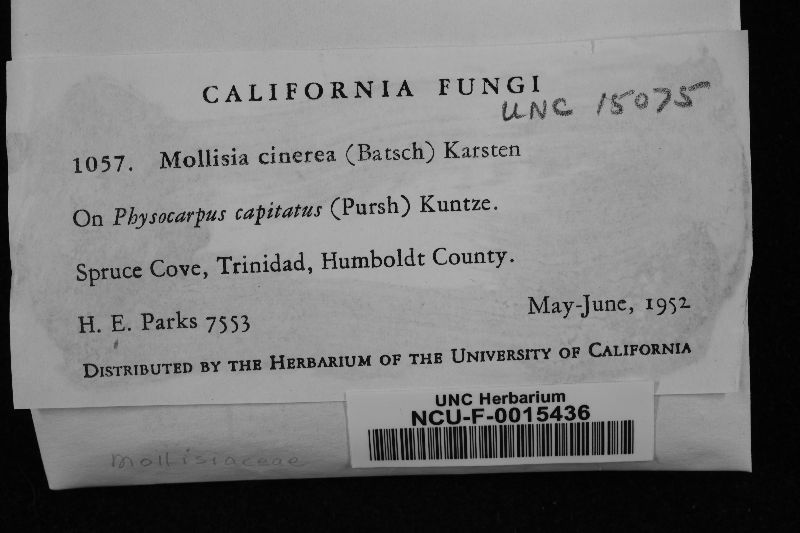 CALIFORNIA FUNGI
UNC 15075
1057. Mollisia cinerea (Batsch) Karsten
On Physocarpus capitatus (Pursh) Kuntze.
Spruce Cove, Trinidad, Humboldt County.
H. E. Parks 7553
May-June, 1952
DISTRIBUTED BY THE HERBARIUM OF THE UNIVERSITY OF CALIFORNIA
UNC Herbarium
NCU-F-0015436
Mollisiaceae